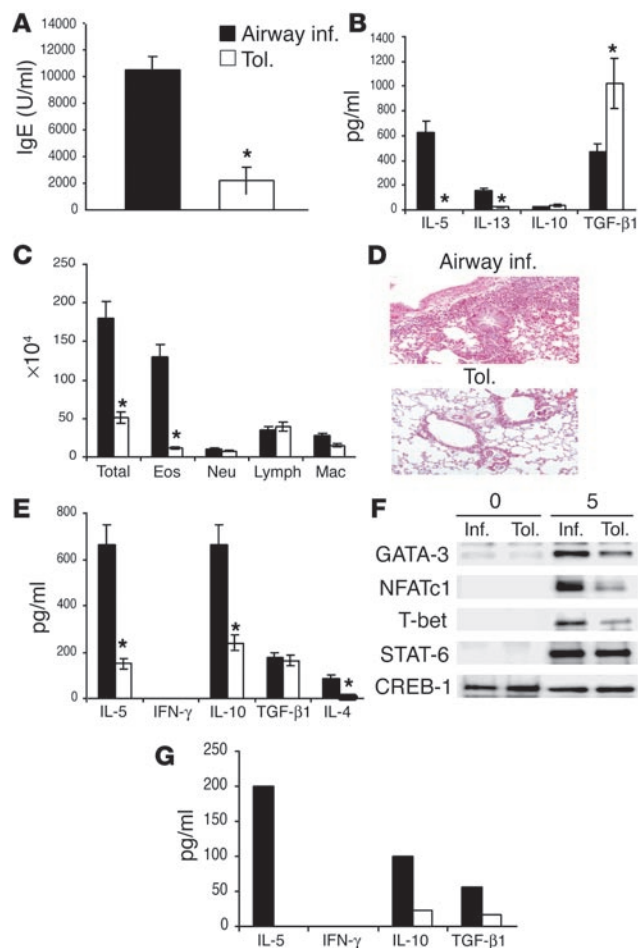 A
IgE (U/ml)
14000
12000
10000
8000
6000
4000
2000
0
Airway inf.
Tol.
*
B
pg/ml
1400
1200
1000
800
600
400
200
0
*
*
*
IL-5 IL-13 IL-10 TGF-β1
C
×10⁴
250
200
150
100
50
0
*
*
Total Eos Neu Lymph Mac
D
Airway inf.
Tol.
E
pg/ml
800
600
400
200
0
*
*
*
IL-5 IFN-γ IL-10 TGF-β1 IL-4
F
0 5
Inf. Tol. Inf. Tol.
GATA-3
NFATc1
T-bet
STAT-6
CREB-1
G
pg/ml
250
200
150
100
50
0
IL-5 IFN-γ IL-10 TGF-β1